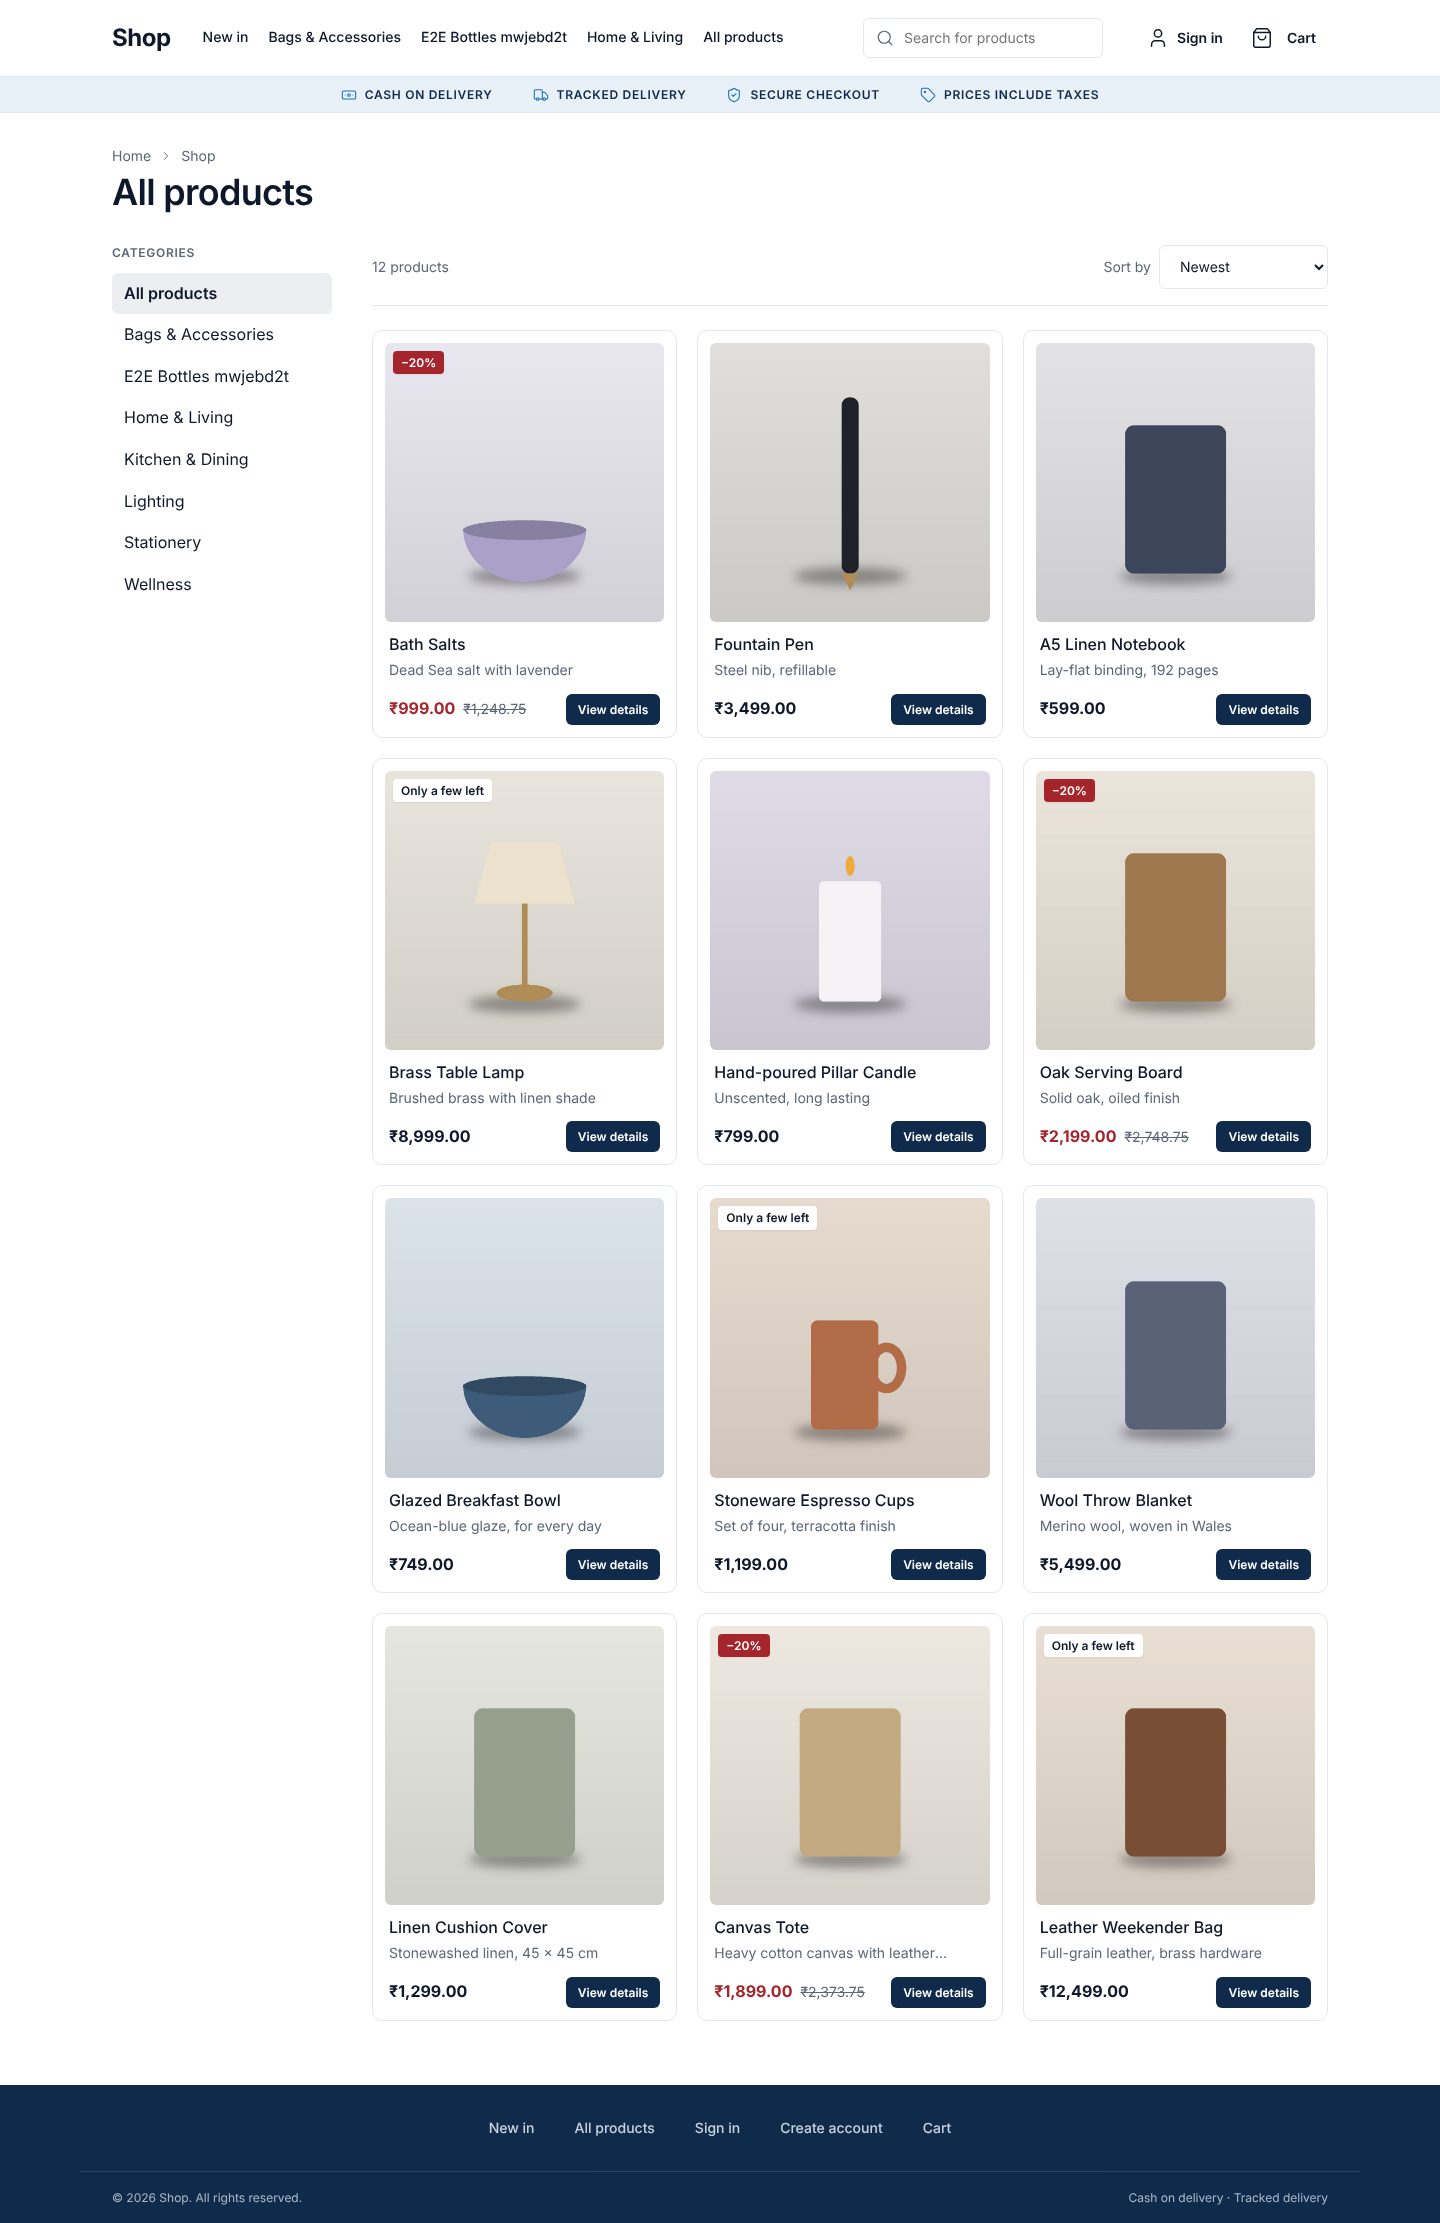 Shop
New in
Bags & Accessories
E2E Bottles mwjebd2t
Home & Living
All products
Search for products
Sign in
Cart
CASH ON DELIVERY
TRACKED DELIVERY
SECURE CHECKOUT
PRICES INCLUDE TAXES
Home
Shop
All products
CATEGORIES
All products
Bags & Accessories
E2E Bottles mwjebd2t
Home & Living
Kitchen & Dining
Lighting
Stationery
Wellness
12 products
Sort by
Newest
−20%
Bath Salts
Dead Sea salt with lavender
₹999.00 ₹1,248.75
View details
Fountain Pen
Steel nib, refillable
₹3,499.00
View details
A5 Linen Notebook
Lay-flat binding, 192 pages
₹599.00
View details
Only a few left
Brass Table Lamp
Brushed brass with linen shade
₹8,999.00
View details
Hand-poured Pillar Candle
Unscented, long lasting
₹799.00
View details
−20%
Oak Serving Board
Solid oak, oiled finish
₹2,199.00 ₹2,748.75
View details
Glazed Breakfast Bowl
Ocean-blue glaze, for every day
₹749.00
View details
Only a few left
Stoneware Espresso Cups
Set of four, terracotta finish
₹1,199.00
View details
Wool Throw Blanket
Merino wool, woven in Wales
₹5,499.00
View details
Linen Cushion Cover
Stonewashed linen, 45 × 45 cm
₹1,299.00
View details
−20%
Canvas Tote
Heavy cotton canvas with leather…
₹1,899.00 ₹2,373.75
View details
Only a few left
Leather Weekender Bag
Full-grain leather, brass hardware
₹12,499.00
View details
New in
All products
Sign in
Create account
Cart
© 2026 Shop. All rights reserved.
Cash on delivery · Tracked delivery